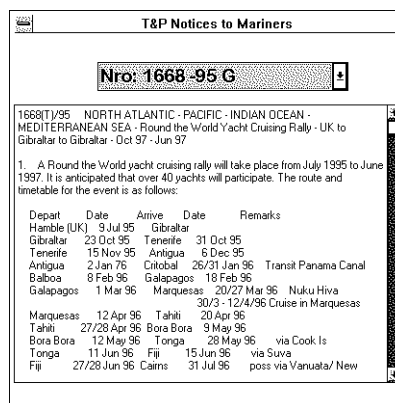 T&P Notices to Mariners
Nro: 1668 -95 G
1668(T)/95 NORTH ATLANTIC - PACIFIC - INDIAN OCEAN -
MEDITERRANEAN SEA - Round the World Yacht Cruising Rally - UK to
Gibraltar to Gibraltar - Oct 97 - Jun 97
1. A Round the World yacht cruising rally will take place from July 1995 to June
1997. It is anticipated that over 40 yachts will participate. The route and
timetable for the event is as follows:
Depart Date Arrive Date Remarks
Hamble (UK) 9 Jul 95 Gibraltar
Gibraltar 23 Oct 95 Tenerife 31 Oct 95
Tenerife 15 Nov 95 Antigua 6 Dec 95
Antigua 2 Jan 76 Critobal 26/31 Jan 96 Transit Panama Canal
Balboa 8 Feb 96 Galapagos 18 Feb 96
Galapagos 1 Mar 96 Marquesas 20/27 Mar 96 Nuku Hiva
30/3 - 12/4/96 Cruise in Marquesas
Marquesas 12 Apr 96 Tahiti 20 Apr 96
Tahiti 27/28 Apr 96 Bora Bora 9 May 96
Bora Bora 12 May 96 Tonga 28 May 96 via Cook Is
Tonga 11 Jun 96 Fiji 15 Jun 96 via Suva
Fiji 27/28 Jun 96 Cairns 31 Jul 96 poss via Vanuata/ New